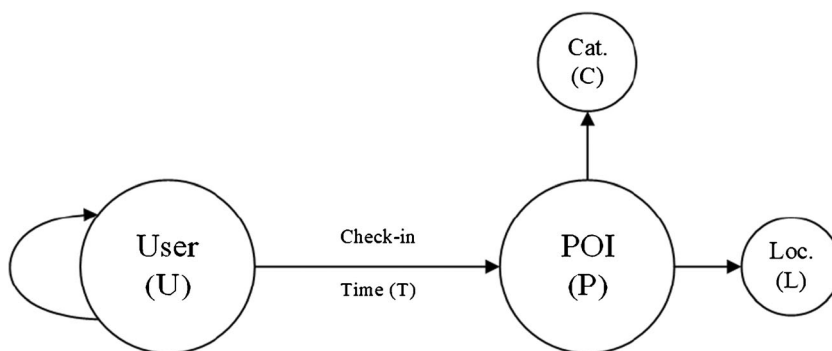 Cat.
(C)
User
(U)
Check-in
Time (T)
POI
(P)
Loc.
(L)